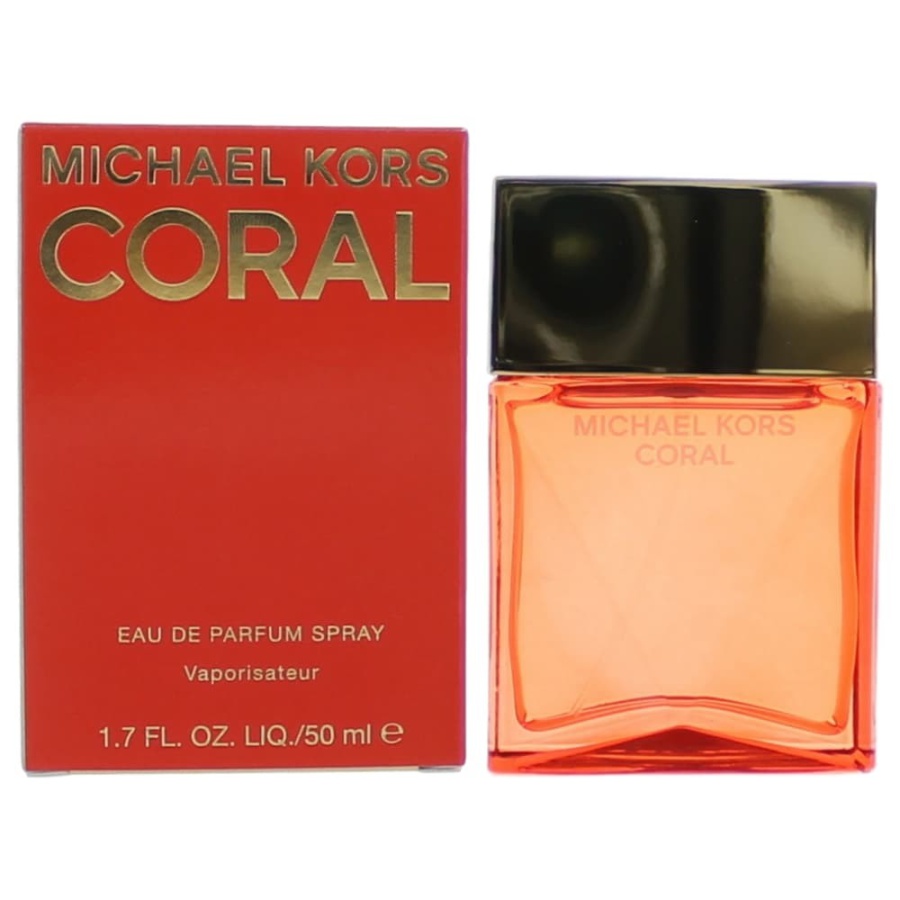 MICHAEL KORS
CORAL
EAU DE PARFUM SPRAY
Vaporisateur
1.7 FL. OZ. LIQ./50 ml ℮
MICHAEL KORS
CORAL